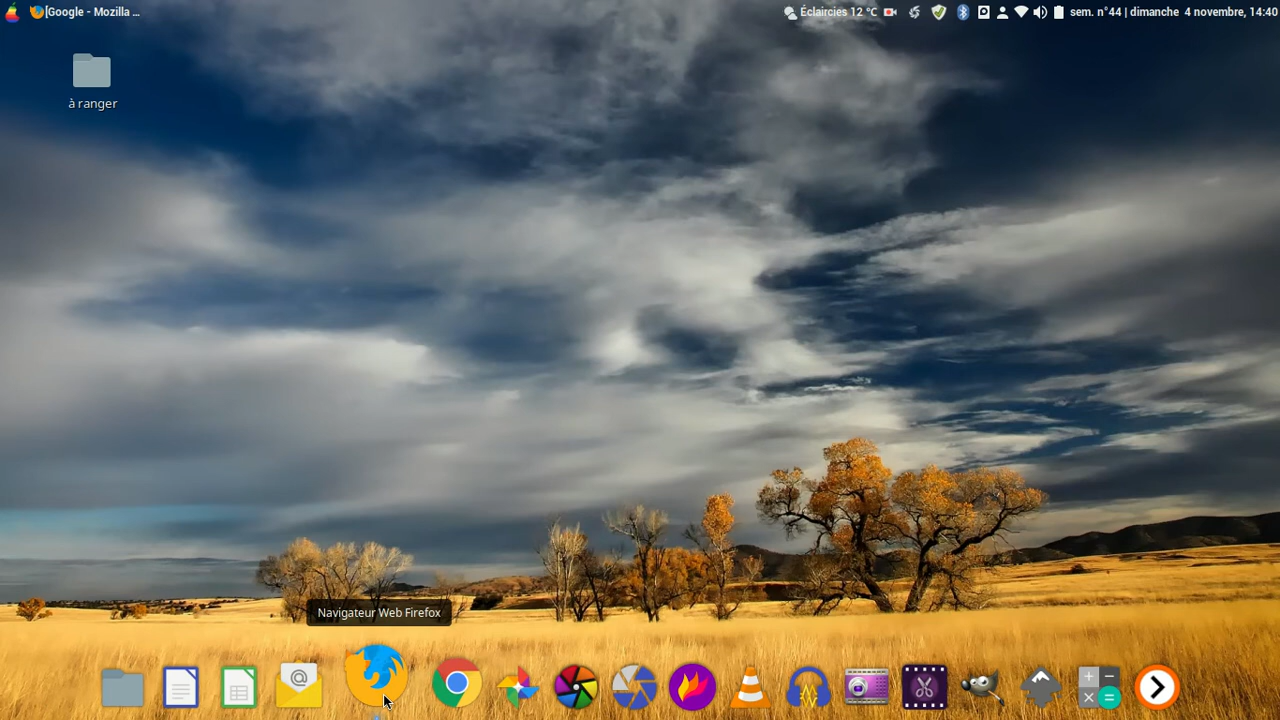 [Google - Mozilla ...
Éclaircies 12 °C
sem. n°44 | dimanche 4 novembre, 14:40
à ranger
Navigateur Web Firefox